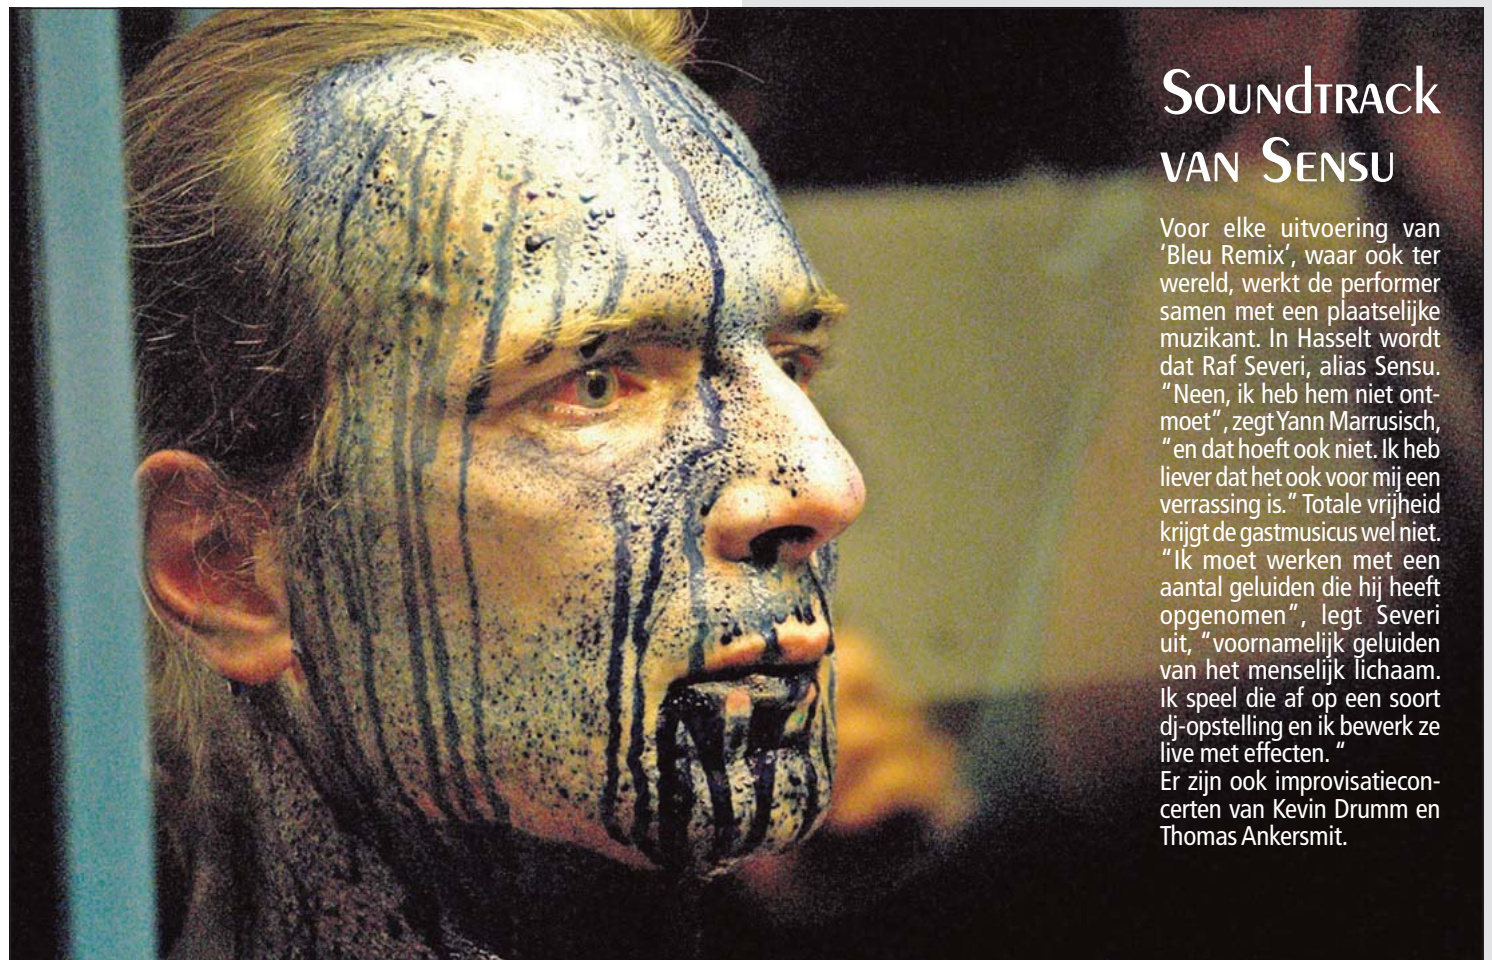 Soundtrack
van Sensu
Voor elke uitvoering van
‘Bleu Remix’, waar ook ter
wereld, werkt de performer
samen met een plaatselijke
muzikant. In Hasselt wordt
dat Raf Severi, alias Sensu.
“Neen, ik heb hem niet ont-
moet”, zegt Yann Marrusisch,
“en dat hoeft ook niet. Ik heb
liever dat het ook voor mij een
verrassing is.” Totale vrijheid
krijgt de gastmusicus wel niet.
“Ik moet werken met een
aantal geluiden die hij heeft
opgenomen”, legt Severi
uit, “voornamelijk geluiden
van het menselijk lichaam.
Ik speel die af op een soort
dj-opstelling en ik bewerk ze
live met effecten. “
Er zijn ook improvisatiecon-
certen van Kevin Drumm en
Thomas Ankersmit.